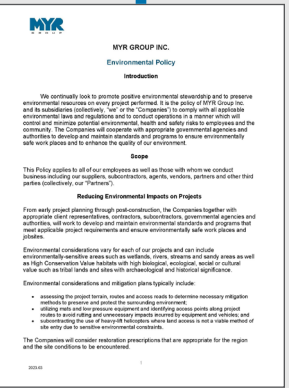 MYR
GROUP
MYR GROUP INC.
Environmental Policy
Introduction
We continually look to promote positive environmental stewardship and to preserve
environmental resources on every project performed. It is the policy of MYR Group Inc.
and its subsidiaries (collectively, "we" or the "Companies") to comply with all applicable
environmental laws and regulations and to conduct operations in a manner which will
control and minimize potential environmental, health and safety risks to employees and the
community. The Companies will cooperate with appropriate governmental agencies and
authorities to develop and maintain standards and programs to ensure environmentally
safe work places and to enhance the quality of our environment.
Scope
This Policy applies to all of our employees as well as those with whom we conduct
business including our suppliers, subcontractors, agents, vendors, partners and other third
parties (collectively, our "Partners").
Reducing Environmental Impacts on Projects
From early project planning through post-construction, the Companies together with
appropriate client representatives, contractors, subcontractors, governmental agencies and
authorities, will work to develop and maintain environmental standards and programs that
meet applicable project requirements and ensure environmentally safe work places and
jobsites.
Environmental considerations vary for each of our projects and can include
environmentally-sensitive areas such as wetlands, rivers, streams and sandy areas as well
as High Conservation Value habitats with high biological, ecological, social or cultural
value such as tribal lands and sites with archaeological and historical significance.
Environmental considerations and mitigation plans typically include:
• assessing the project terrain, routes and access roads to determine necessary mitigation
methods to preserve and protect the surrounding environment;
• utilizing mats and low pressure equipment and identifying access points along project
routes to avoid rutting and unnecessary impacts incurred by equipment and vehicles; and
• subcontracting the use of heavy-lift helicopters where land access is not a viable method of
site entry due to sensitive environmental constraints.
The Companies will consider restoration prescriptions that are appropriate for the region
and the site conditions to be encountered.
1